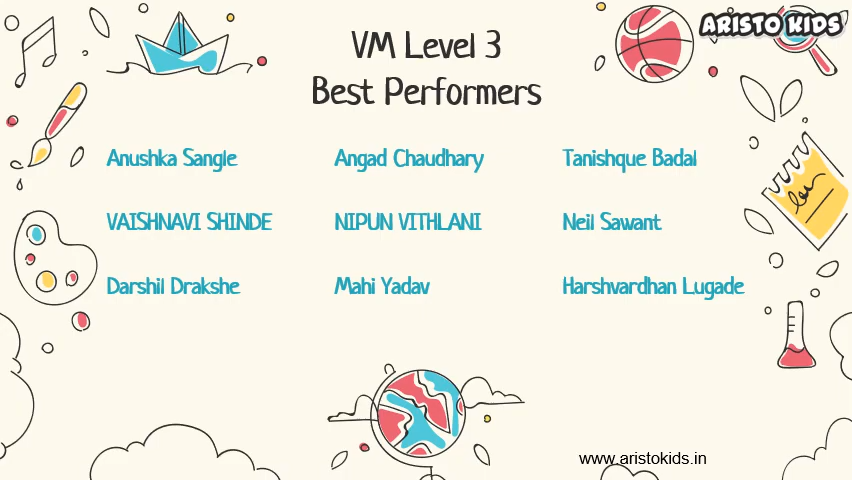 ARISTO KIDS
VM Level 3
Best Performers
Anushka Sangle Angad Chaudhary Tanishque Badal
VAISHNAVI SHINDE NIPUN VITHLANI Neil Sawant
Darshil Drakshe Mahi Yadav Harshvardhan Lugade
www.aristokids.in